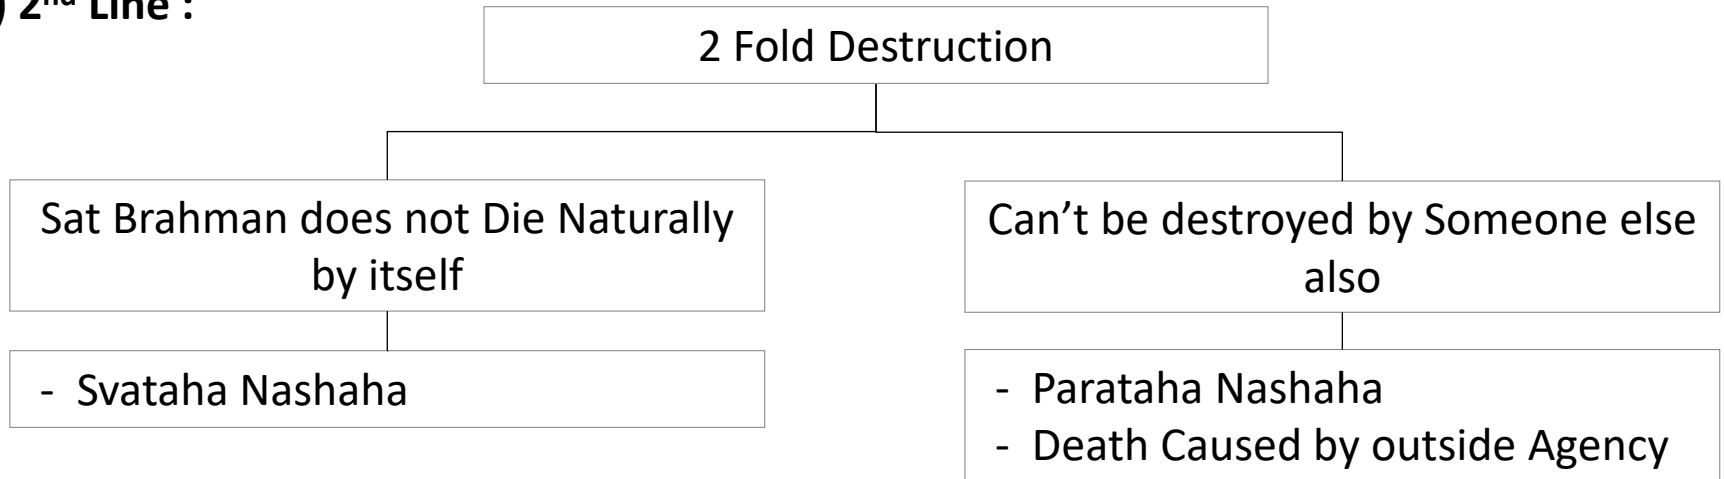 ) 2nd Line :
2 Fold Destruction
Sat Brahman does not Die Naturally
by itself
Can’t be destroyed by Someone else
also
- Svataha Nashaha
- Parataha Nashaha
- Death Caused by outside Agency